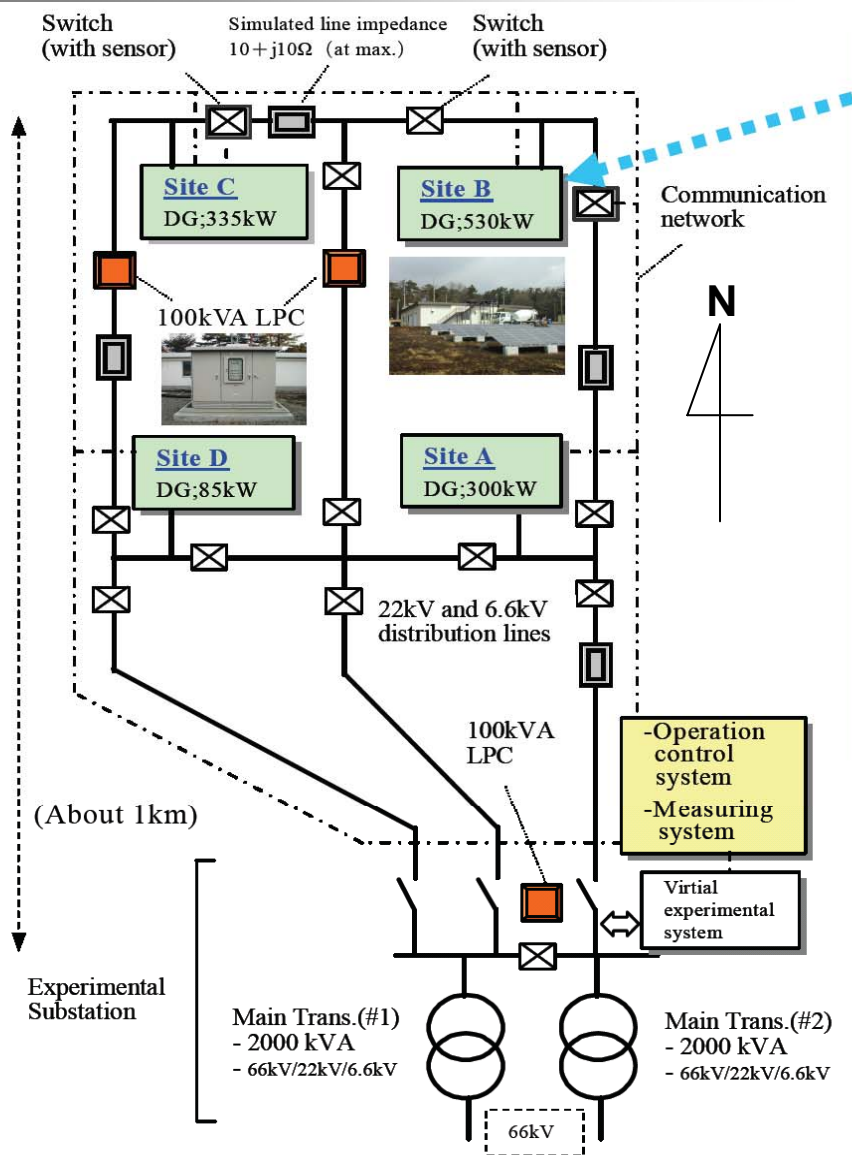 Switch
(with sensor)
Simulated line impedance
10＋j10Ω (at max.)
Switch
(with sensor)
Site C
DG;335kW
Site B
DG;530kW
Communication
network
100kVA LPC
N
Site D
DG;85kW
Site A
DG;300kW
22kV and 6.6kV
distribution lines
100kVA
LPC
-Operation
control
system
-Measuring
system
(About 1km)
Virtial
experimental
system
Experimental
Substation
Main Trans.(#1)
- 2000 kVA
- 66kV/22kV/6.6kV
Main Trans.(#2)
- 2000 kVA
- 66kV/22kV/6.6kV
66kV